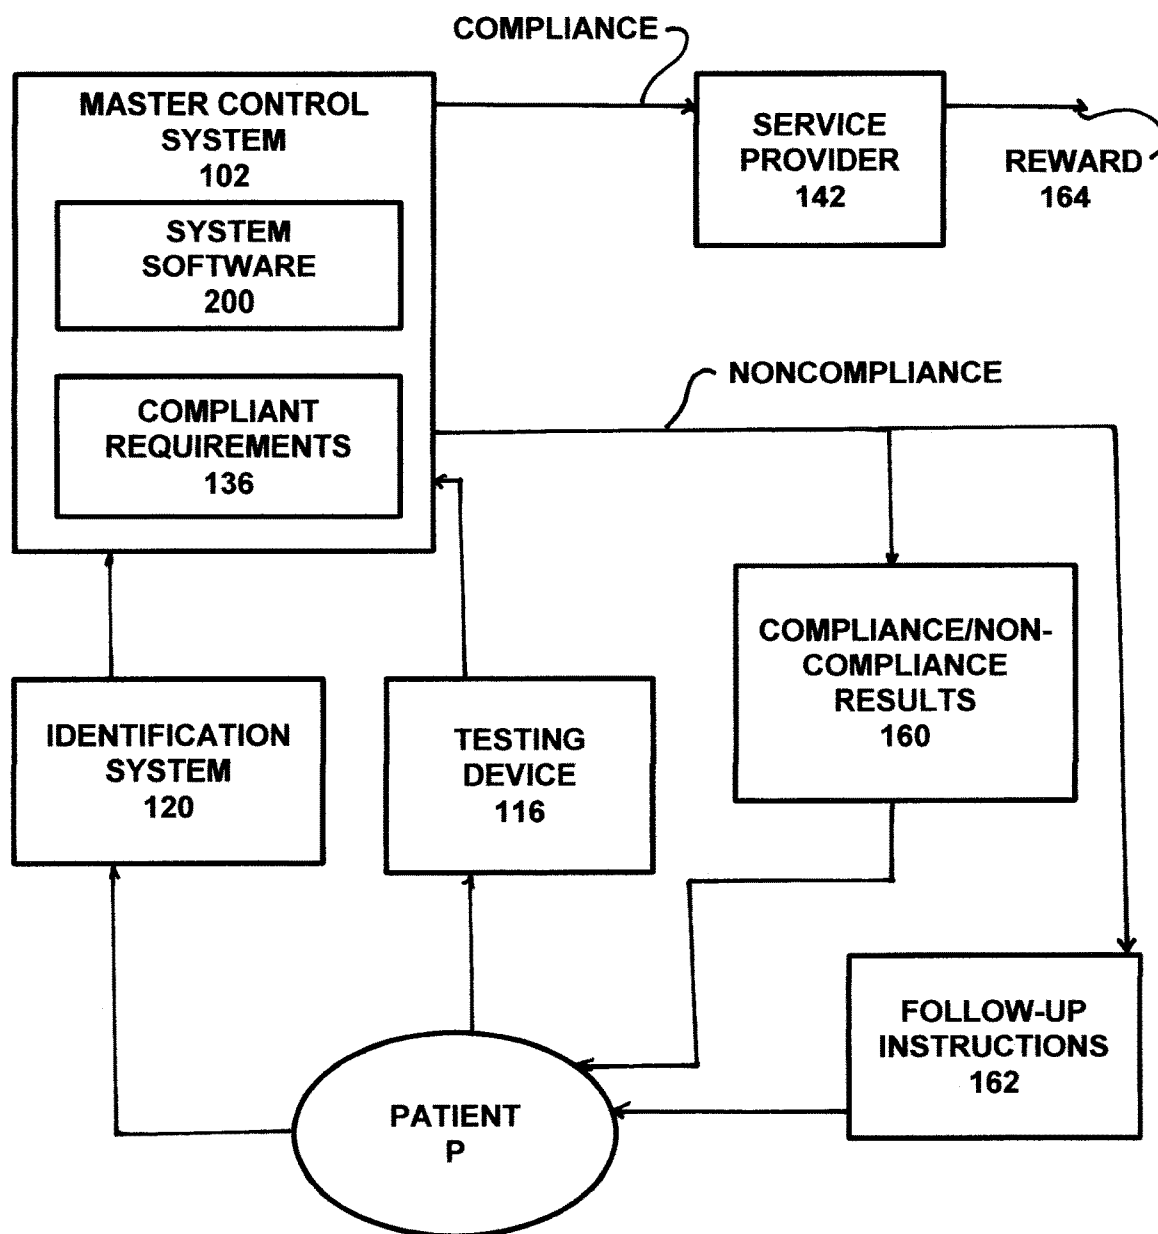 COMPLIANCE
MASTER CONTROL
SYSTEM
102
SYSTEM
SOFTWARE
200
COMPLIANT
REQUIREMENTS
136
SERVICE
PROVIDER
142
REWARD
164
NONCOMPLIANCE
COMPLIANCE/NON-
COMPLIANCE
RESULTS
160
IDENTIFICATION
SYSTEM
120
TESTING
DEVICE
116
FOLLOW-UP
INSTRUCTIONS
162
PATIENT
P